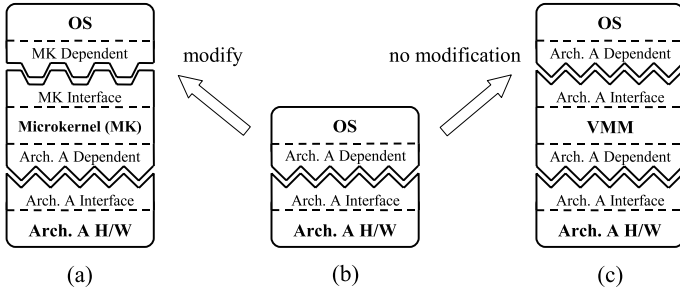 OS
MK Dependent
MK Interface
Microkernel (MK)
Arch. A Dependent
Arch. A Interface
Arch. A H/W
(a)
modify
OS
Arch. A Dependent
Arch. A Interface
Arch. A H/W
(b)
no modification
OS
Arch. A Dependent
Arch. A Interface
VMM
Arch. A Dependent
Arch. A Interface
Arch. A H/W
(c)